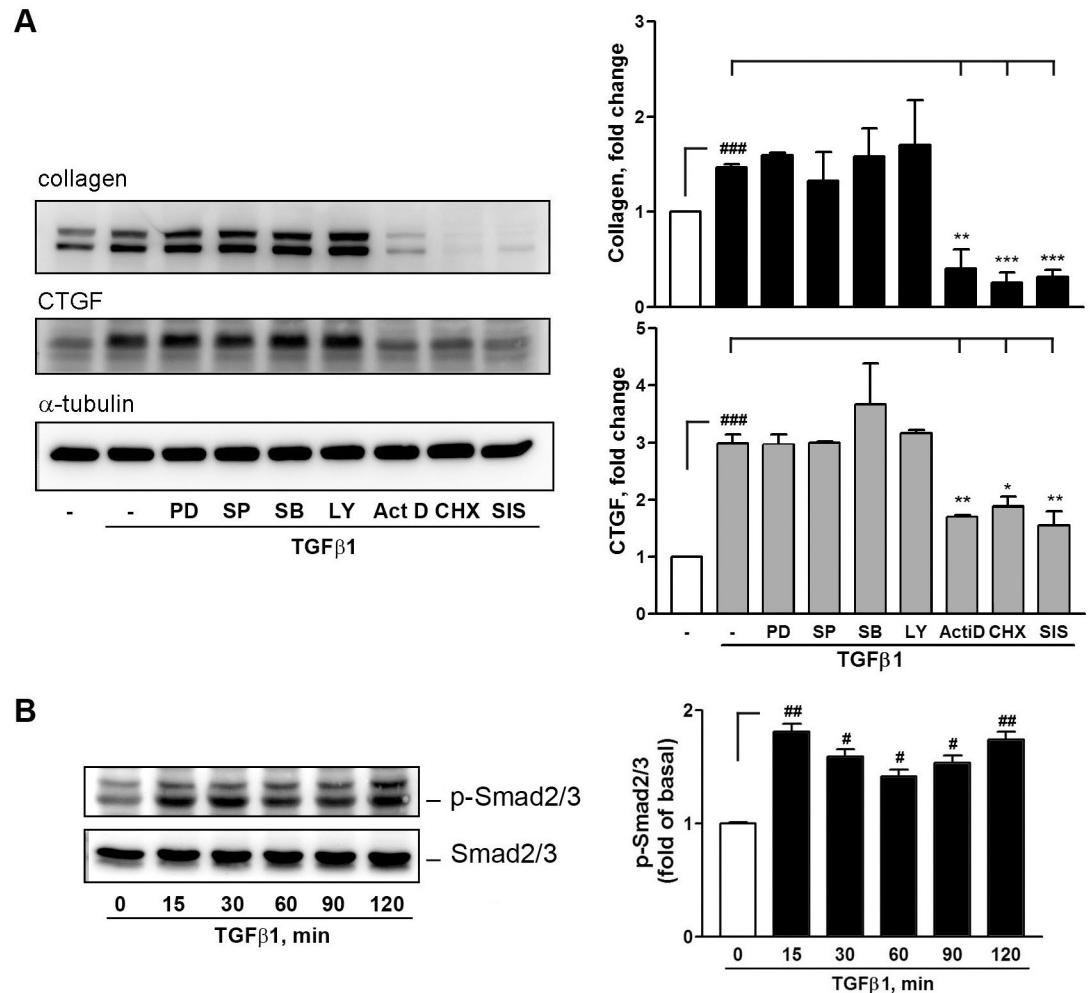 A
collagen
CTGF
α-tubulin
- - PD SP SB LY Act D CHX SIS
TGFβ1
Collagen, fold change
3
2
1
0
###
** *** ***
CTGF, fold change
5
4
3
2
1
0
###
** * **
- - PD SP SB LY ActiD CHX SIS
TGFβ1
B
p-Smad2/3
Smad2/3
0 15 30 60 90 120
TGFβ1, min
p-Smad2/3
(fold of basal)
2
1
0
## # # # ##
0 15 30 60 90 120
TGFβ1, min